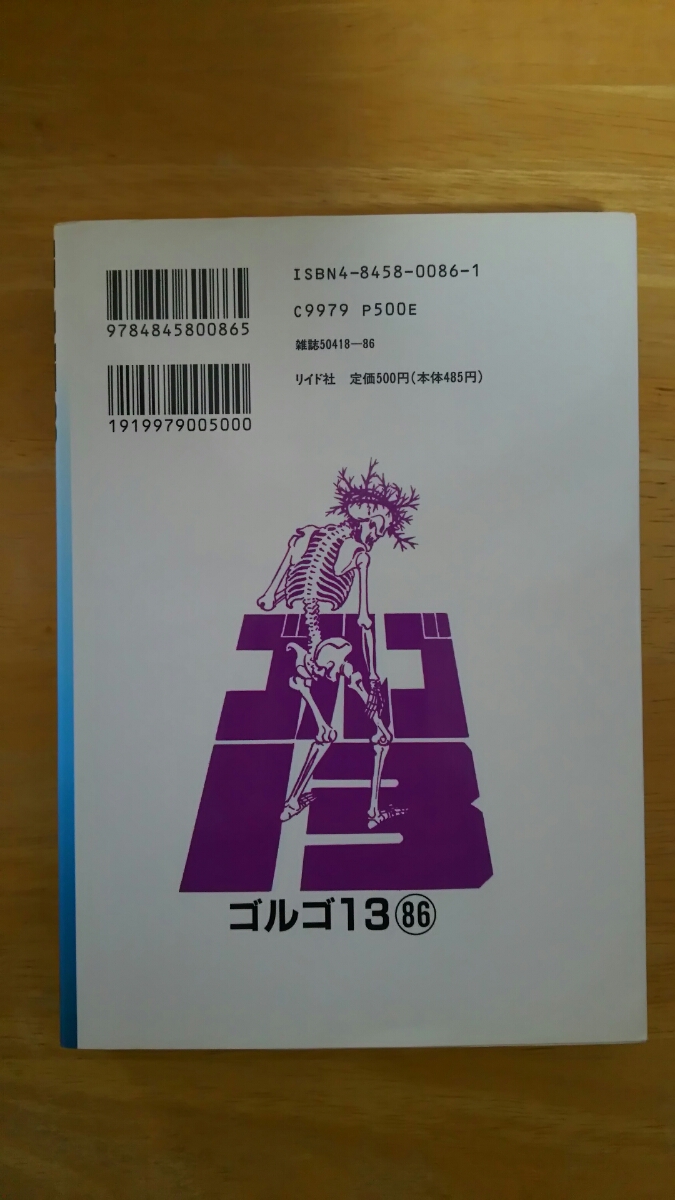 ISBN4-8458-0086-1
C9979 P500E
雑誌50418-86
リイド社 定価500円(本体485円)
9784845800865
1919979005000
ゴルゴ
13
ゴルゴ13 86